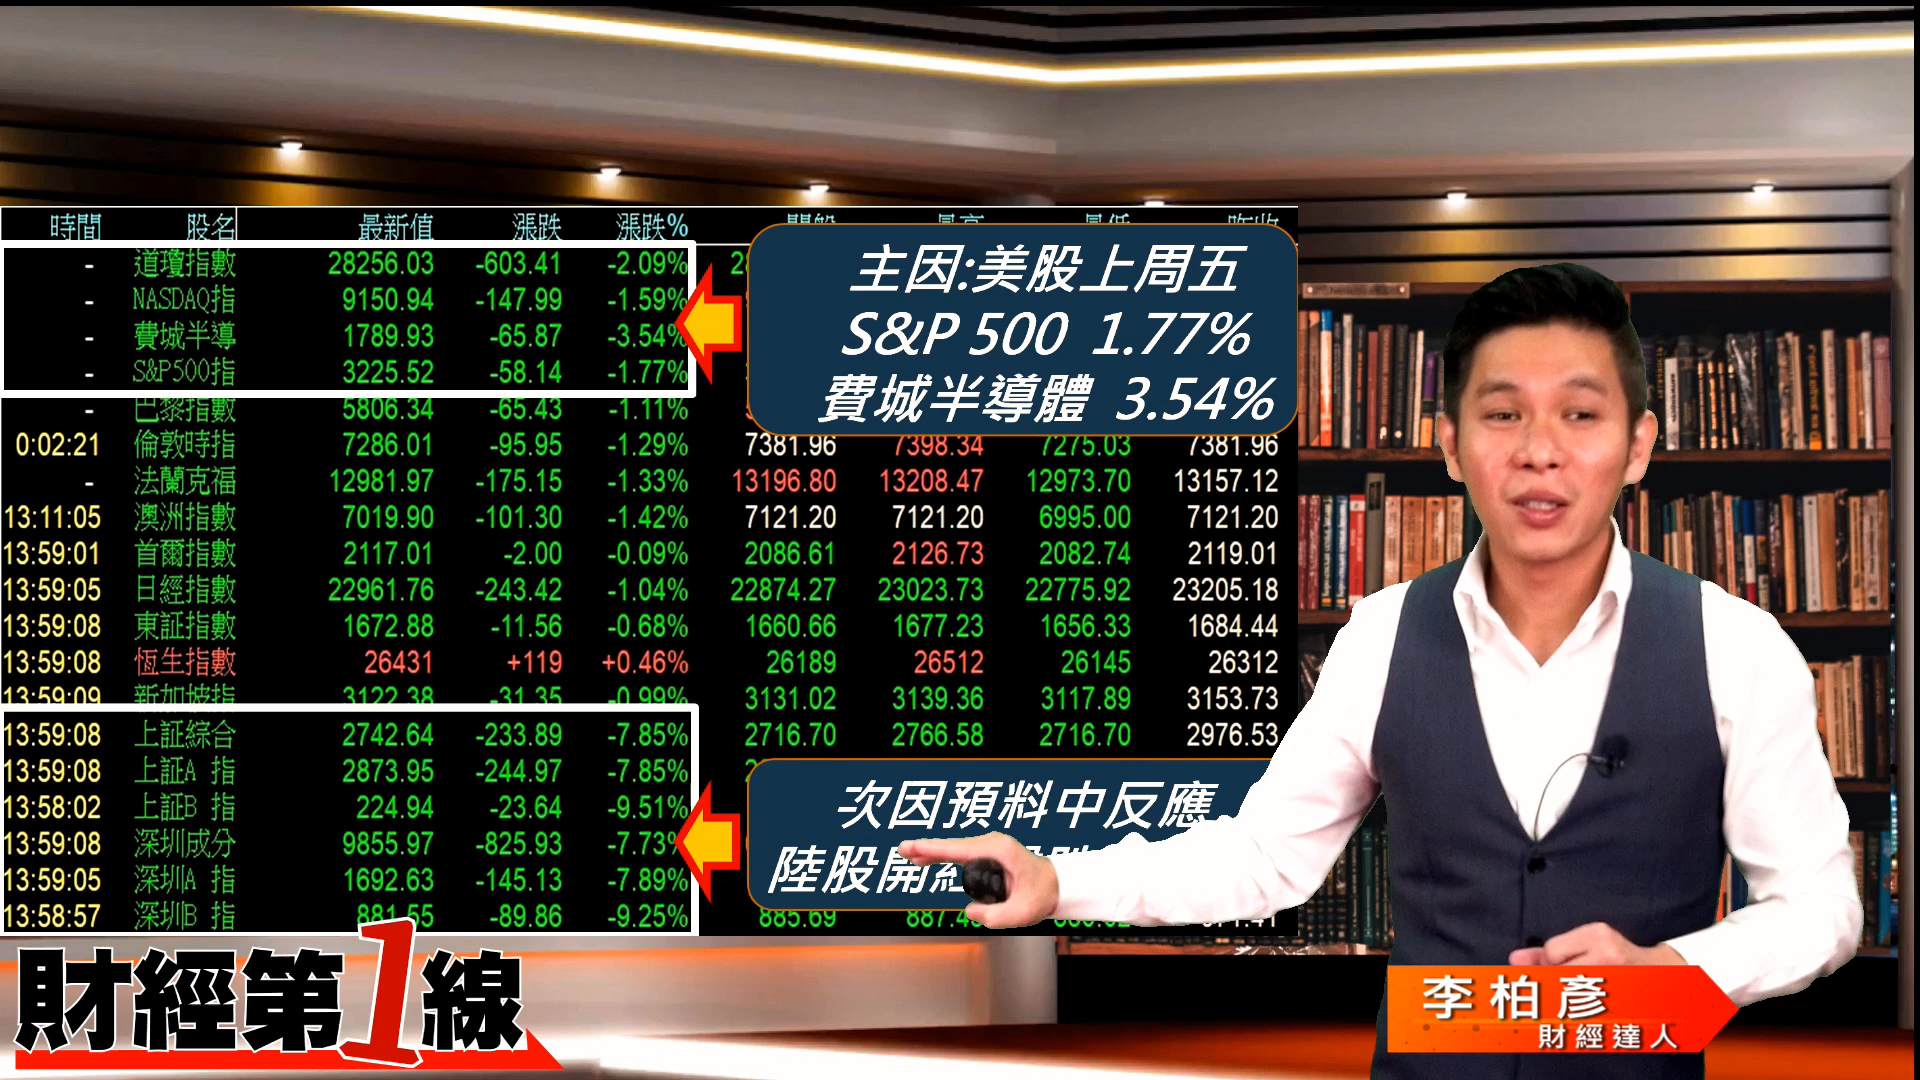 時間 股名 最新值 漲跌 漲跌%
- 道瓊指數 28256.03 -603.41 -2.09%
- NASDAQ指 9150.94 -147.99 -1.59%
- 費城半導 1789.93 -65.87 -3.54%
- S&P500指 3225.52 -58.14 -1.77%
- 巴黎指數 5806.34 -65.43 -1.11%
0:02:21 倫敦時指 7286.01 -95.95 -1.29% 7381.96 7398.34 7275.03 7381.96
- 法蘭克福 12981.97 -175.15 -1.33% 13196.80 13208.47 12973.70 13157.12
13:11:05 澳洲指數 7019.90 -101.30 -1.42% 7121.20 7121.20 6995.00 7121.20
13:59:01 首爾指數 2117.01 -2.00 -0.09% 2086.61 2126.73 2082.74 2119.01
13:59:05 日經指數 22961.76 -243.42 -1.04% 22874.27 23023.73 22775.92 23205.18
13:59:08 東証指數 1672.88 -11.56 -0.68% 1660.66 1677.23 1656.33 1684.44
13:59:08 恆生指數 26431 +119 +0.46% 26189 26512 26145 26312
13:59:09 新加坡指 3122.38 -31.35 -0.99% 3131.02 3139.36 3117.89 3153.73
13:59:08 上証綜合 2742.64 -233.89 -7.85% 2716.70 2766.58 2716.70 2976.53
13:59:08 上証A 指 2873.95 -244.97 -7.85%
13:58:02 上証B 指 224.94 -23.64 -9.51%
13:59:08 深圳成分 9855.97 -825.93 -7.73%
13:59:05 深圳A 指 1692.63 -145.13 -7.89%
13:58:57 深圳B 指 881.55 -89.86 -9.25% 885.69
主因:美股上周五
S&P 500 1.77%
費城半導體 3.54%
次因預料中反應
陸股開紅
財經第1線
李柏彥
財經達人